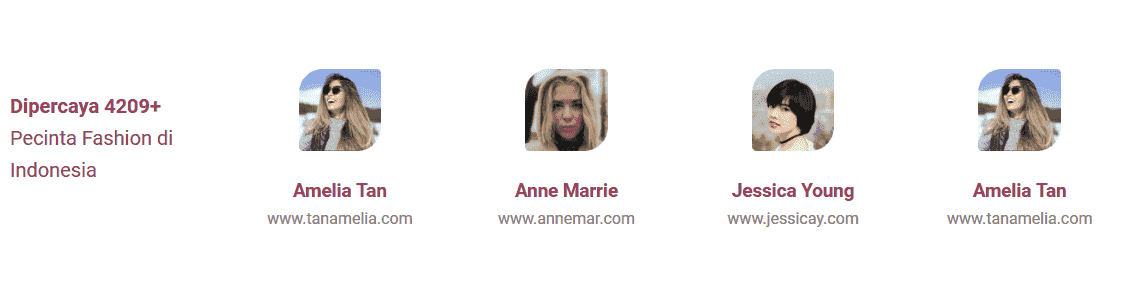 Dipercaya 4209+
Pecinta Fashion di
Indonesia
Amelia Tan
www.tanamelia.com
Anne Marrie
www.annemar.com
Jessica Young
www.jessicay.com
Amelia Tan
www.tanamelia.com